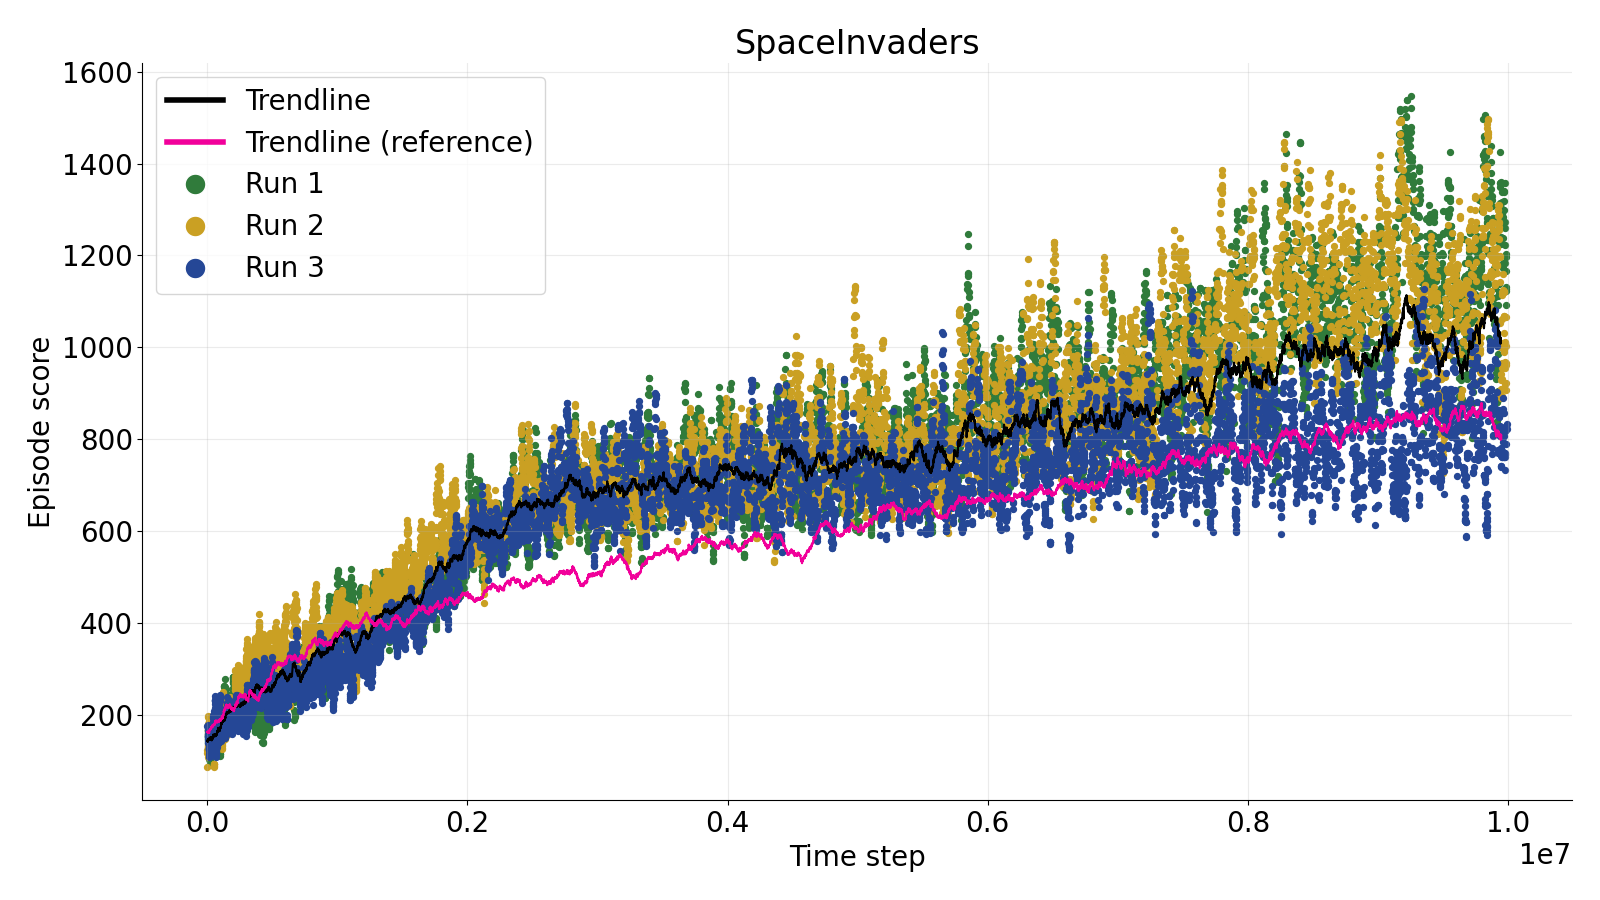 SpaceInvaders
1600
1400
1200
1000
800
600
400
200
Episode score
Trendline
Trendline (reference)
Run 1
Run 2
Run 3
0.0 0.2 0.4 0.6 0.8 1.0
1e7
Time step